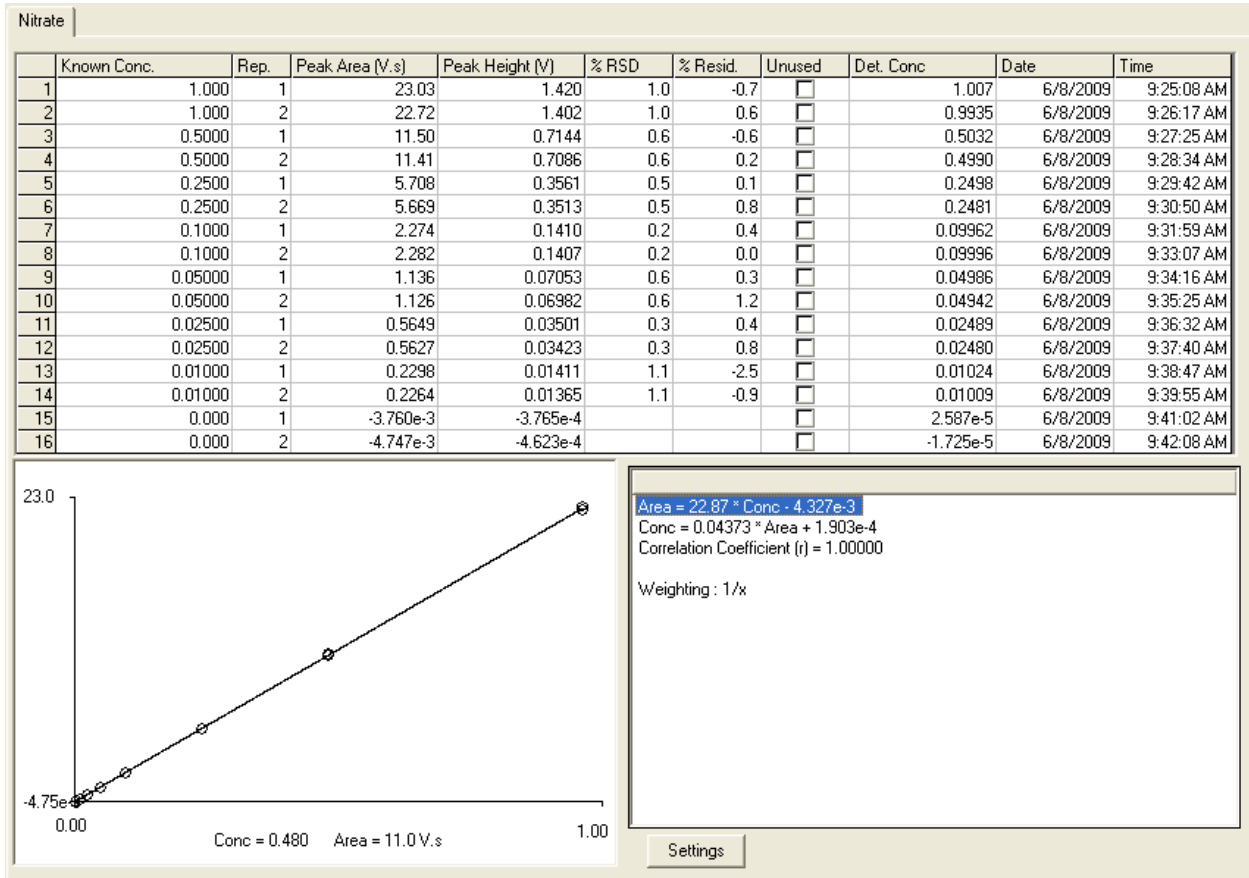 Nitrate
Known Conc. Rep. Peak Area (V.s) Peak Height (V) % RSD % Resid. Unused Det. Conc Date Time
1 1.000 1 23.03 1.420 1.0 -0.7 1.007 6/8/2009 9:25:08 AM
2 1.000 2 22.72 1.402 1.0 0.6 0.9935 6/8/2009 9:26:17 AM
3 0.5000 1 11.50 0.7144 0.6 -0.6 0.5032 6/8/2009 9:27:25 AM
4 0.5000 2 11.41 0.7086 0.6 0.2 0.4990 6/8/2009 9:28:34 AM
5 0.2500 1 5.708 0.3561 0.5 0.1 0.2498 6/8/2009 9:29:42 AM
6 0.2500 2 5.669 0.3513 0.5 0.8 0.2481 6/8/2009 9:30:50 AM
7 0.1000 1 2.274 0.1410 0.2 0.4 0.09962 6/8/2009 9:31:59 AM
8 0.1000 2 2.282 0.1407 0.2 0.0 0.09996 6/8/2009 9:33:07 AM
9 0.05000 1 1.136 0.07053 0.6 0.3 0.04986 6/8/2009 9:34:16 AM
10 0.05000 2 1.126 0.06982 0.6 1.2 0.04942 6/8/2009 9:35:25 AM
11 0.02500 1 0.5649 0.03501 0.3 0.4 0.02489 6/8/2009 9:36:32 AM
12 0.02500 2 0.5627 0.03423 0.3 0.8 0.02480 6/8/2009 9:37:40 AM
13 0.01000 1 0.2298 0.01411 1.1 -2.5 0.01024 6/8/2009 9:38:47 AM
14 0.01000 2 0.2264 0.01365 1.1 -0.9 0.01009 6/8/2009 9:39:55 AM
15 0.000 1 -3.760e-3 -3.765e-4 2.587e-5 6/8/2009 9:41:02 AM
16 0.000 2 -4.747e-3 -4.623e-4 -1.725e-5 6/8/2009 9:42:08 AM
23.0
-4.75e-
0.00
1.00
Conc = 0.480 Area = 11.0 V.s
Area = 22.87 * Conc - 4.327e-3
Conc = 0.04373 * Area + 1.903e-4
Correlation Coefficient (r) = 1.00000
Weighting : 1/x
Settings